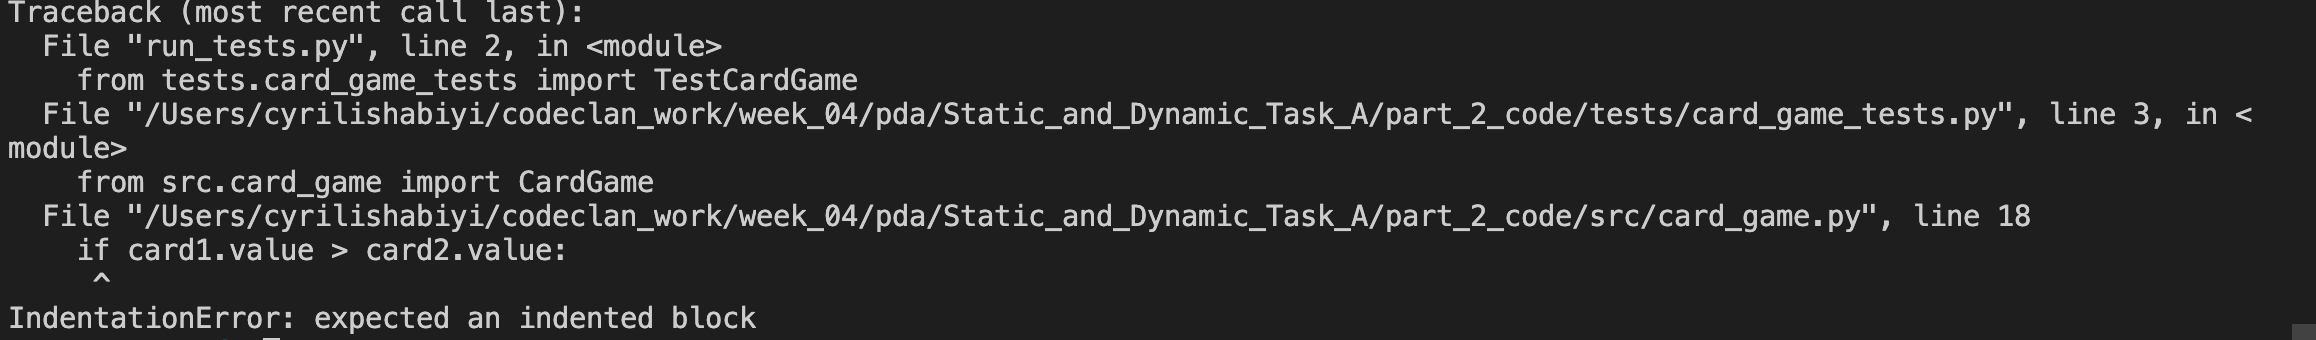 Traceback (most recent call last):
  File "run_tests.py", line 2, in <module>
    from tests.card_game_tests import TestCardGame
  File "/Users/cyrilishabiyi/codeclan_work/week_04/pda/Static_and_Dynamic_Task_A/part_2_code/tests/card_game_tests.py", line 3, in <
module>
    from src.card_game import CardGame
  File "/Users/cyrilishabiyi/codeclan_work/week_04/pda/Static_and_Dynamic_Task_A/part_2_code/src/card_game.py", line 18
    if card1.value > card2.value:
     ^
IndentationError: expected an indented block